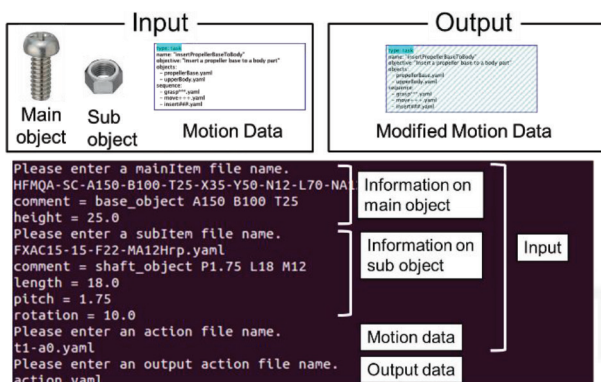 Input
Output
type: task
name: "insertPropellerBaseToBody"
objective: "insert a propeller base to a body part"
objects:
- propellerBase.yaml
- upperBody.yaml
sequence:
- grasp***.yaml
- move+++.yaml
- insert###.yaml
type: task
name: "insertPropellerBaseToBody"
objective: "insert a propeller base to a body part"
objects:
- propellerBase.yaml
- upperBody.yaml
sequence:
- grasp***.yaml
- move+++.yaml
- insert###.yaml
Main
object
Sub
object
Motion Data
Modified Motion Data
Please enter a mainItem file name.
HFMQA-SC-A150-B100-T25-X35-Y50-N12-L70-NA1
comment = base_object A150 B100 T25
height = 25.0
Information on
main object
Please enter a subItem file name.
FXAC15-15-F22-MA12Hrp.yaml
comment = shaft_object P1.75 L18 M12
length = 18.0
pitch = 1.75
rotation = 10.0
Information on
sub object
Input
Please enter an action file name.
t1-a0.yaml
Motion data
Please enter an output action file name.
action.yaml
Output data